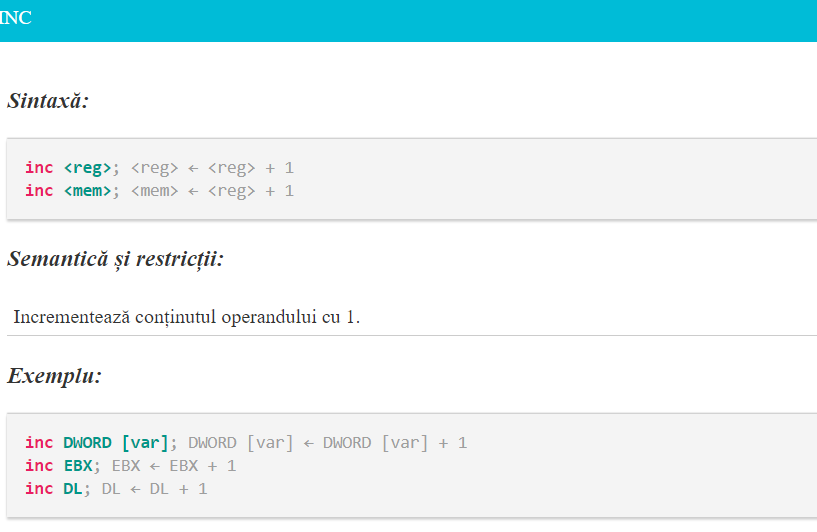 INC
Sintaxă:
inc <reg>; <reg> ← <reg> + 1
inc <mem>; <mem> ← <reg> + 1
Semantică și restricții:
Incrementează conținutul operandului cu 1.
Exemplu:
inc DWORD [var]; DWORD [var] ← DWORD [var] + 1
inc EBX; EBX ← EBX + 1
inc DL; DL ← DL + 1